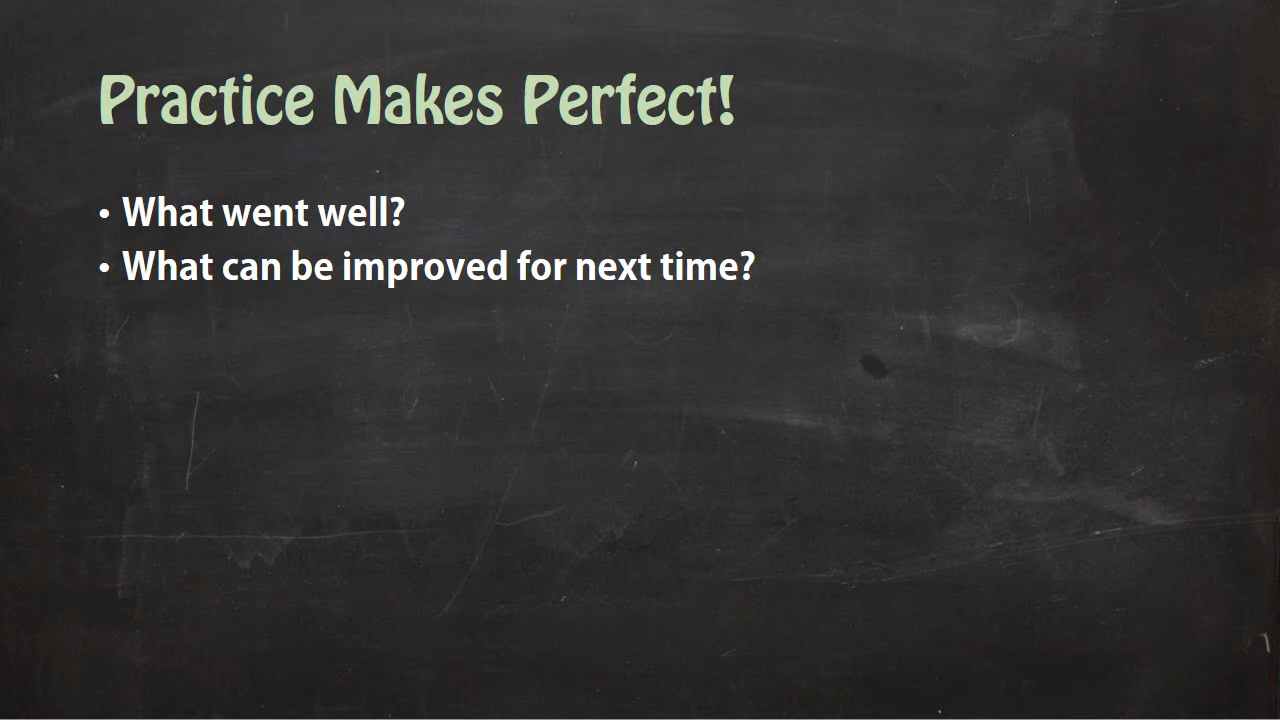 Practice Makes Perfect!
• What went well?
• What can be improved for next time?